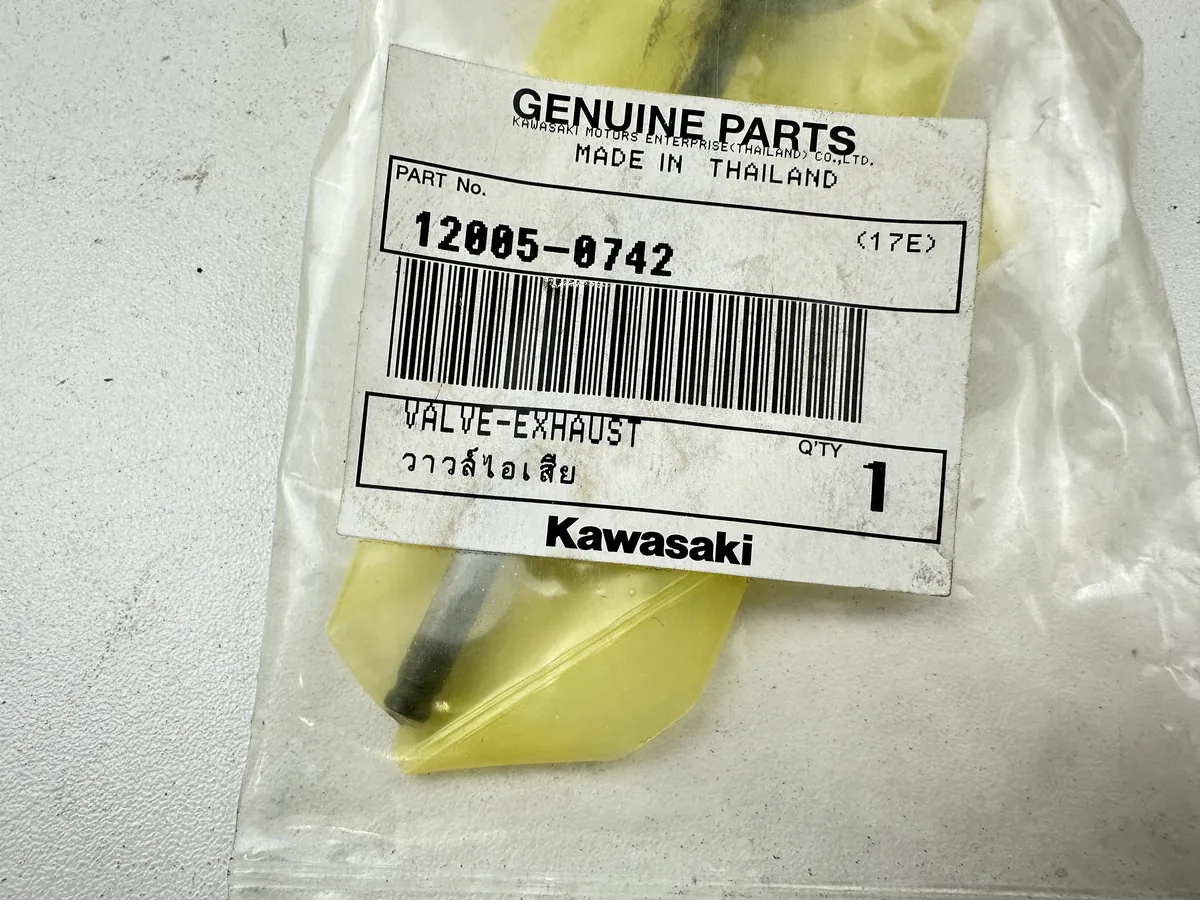 GENUINE PARTS
KAWASAKI MOTORS ENTERPRISE(THAILAND) CO.,LTD.
MADE IN THAILAND
PART No.
12005-0742 (17E)
VALVE-EXHAUST
วาวล์ไอเสีย
Q'TY 1
Kawasaki